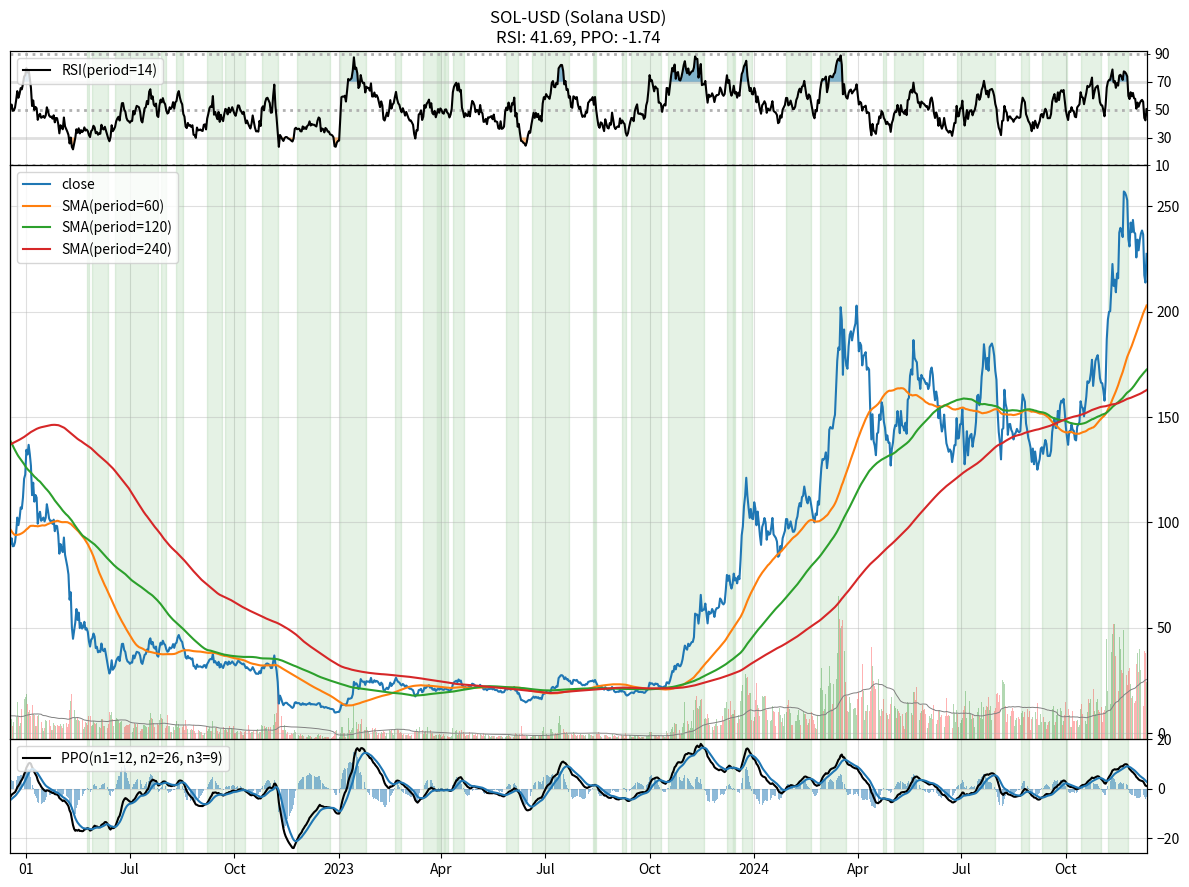 SOL-USD (Solana USD)
RSI: 41.69, PPO: -1.74
RSI(period=14)
90
70
50
30
10
close
SMA(period=60)
SMA(period=120)
SMA(period=240)
250
200
150
100
50
0
PPO(n1=12, n2=26, n3=9)
20
0
−20
01 Jul Oct 2023 Apr Jul Oct 2024 Apr Jul Oct